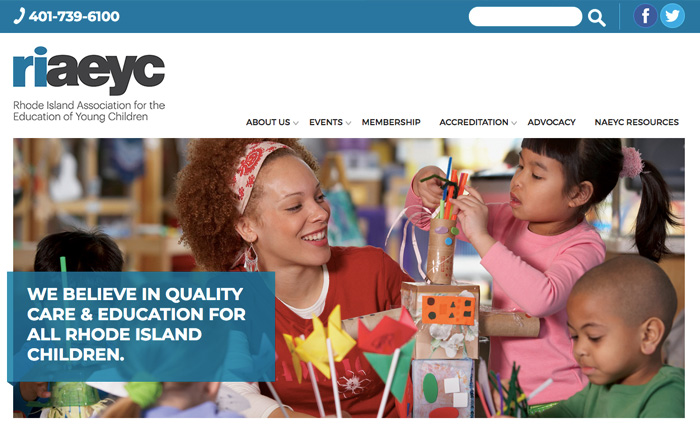 401-739-6100
riaeyc
Rhode Island Association for the
Education of Young Children
ABOUT US EVENTS MEMBERSHIP ACCREDITATION ADVOCACY NAEYC RESOURCES
WE BELIEVE IN QUALITY
CARE & EDUCATION FOR
ALL RHODE ISLAND
CHILDREN.